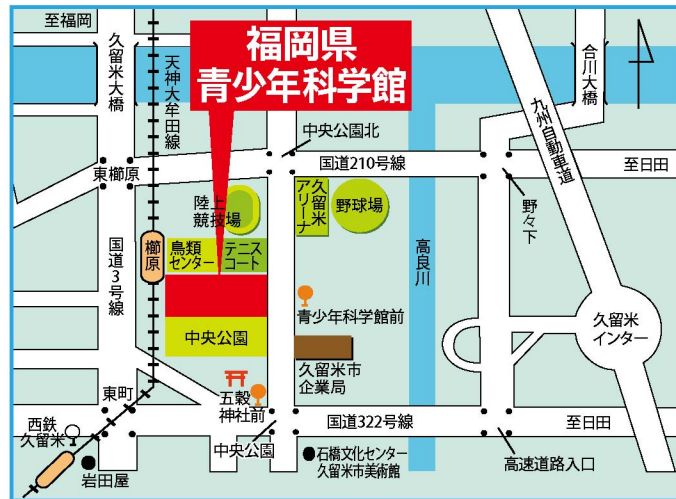 至福岡
久留米大橋
天神大牟田線
福岡県
青少年科学館
合川大橋
九州自動車道
中央公園北
東櫛原
国道210号線
至日田
野々下
陸上
競技場
久留米
アリーナ
野球場
国道3号線
櫛原
鳥類
センター
テニス
コート
高良川
青少年科学館前
中央公園
久留米
インター
久留米市
企業局
東町
五穀
神社前
西鉄
久留米
岩田屋
中央公園
国道322号線
至日田
石橋文化センター
久留米市美術館
高速道路入口